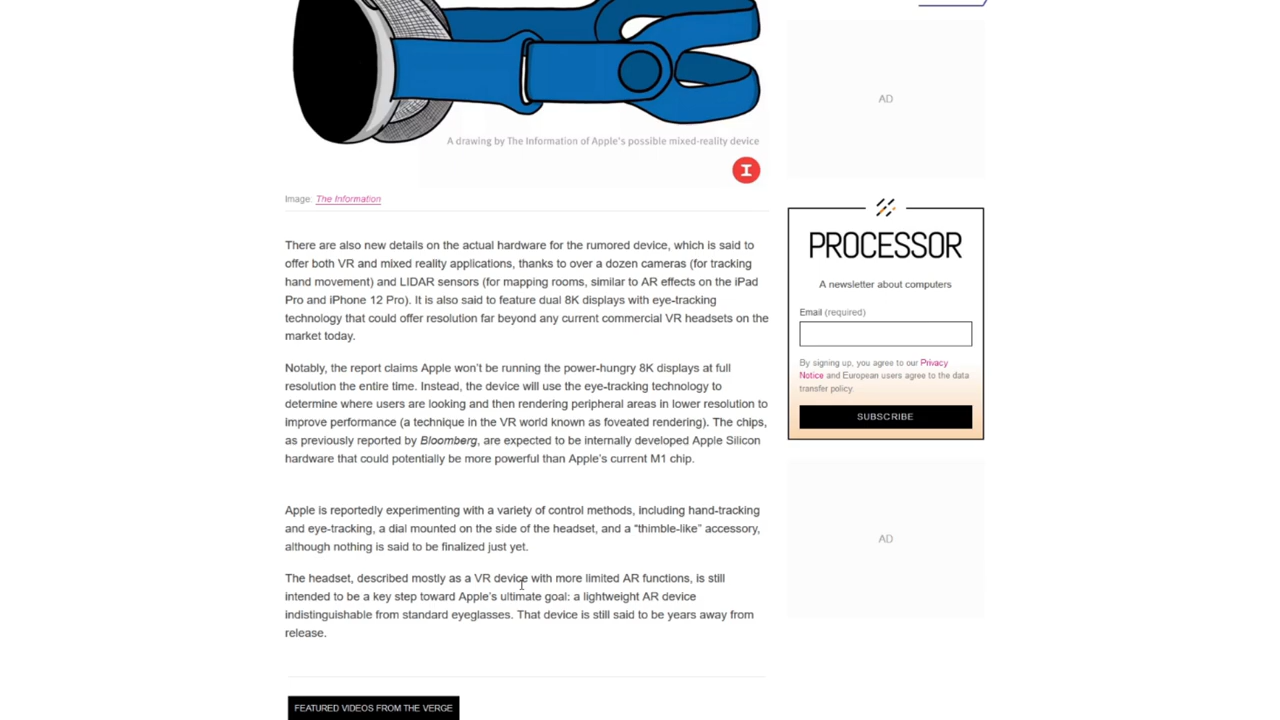 A drawing by The Information of Apple's possible mixed-reality device
I
Image: The Information
There are also new details on the actual hardware for the rumored device, which is said to
offer both VR and mixed reality applications, thanks to over a dozen cameras (for tracking
hand movement) and LIDAR sensors (for mapping rooms, similar to AR effects on the iPad
Pro and iPhone 12 Pro). It is also said to feature dual 8K displays with eye-tracking
technology that could offer resolution far beyond any current commercial VR headsets on the
market today.
Notably, the report claims Apple won't be running the power-hungry 8K displays at full
resolution the entire time. Instead, the device will use the eye-tracking technology to
determine where users are looking and then rendering peripheral areas in lower resolution to
improve performance (a technique in the VR world known as foveated rendering). The chips,
as previously reported by Bloomberg, are expected to be internally developed Apple Silicon
hardware that could potentially be more powerful than Apple's current M1 chip.
Apple is reportedly experimenting with a variety of control methods, including hand-tracking
and eye-tracking, a dial mounted on the side of the headset, and a "thimble-like" accessory,
although nothing is said to be finalized just yet.
The headset, described mostly as a VR device with more limited AR functions, is still
intended to be a key step toward Apple's ultimate goal: a lightweight AR device
indistinguishable from standard eyeglasses. That device is still said to be years away from
release.
FEATURED VIDEOS FROM THE VERGE
AD
PROCESSOR
A newsletter about computers
Email (required)
By signing up, you agree to our Privacy
Notice and European users agree to the data
transfer policy
SUBSCRIBE
AD